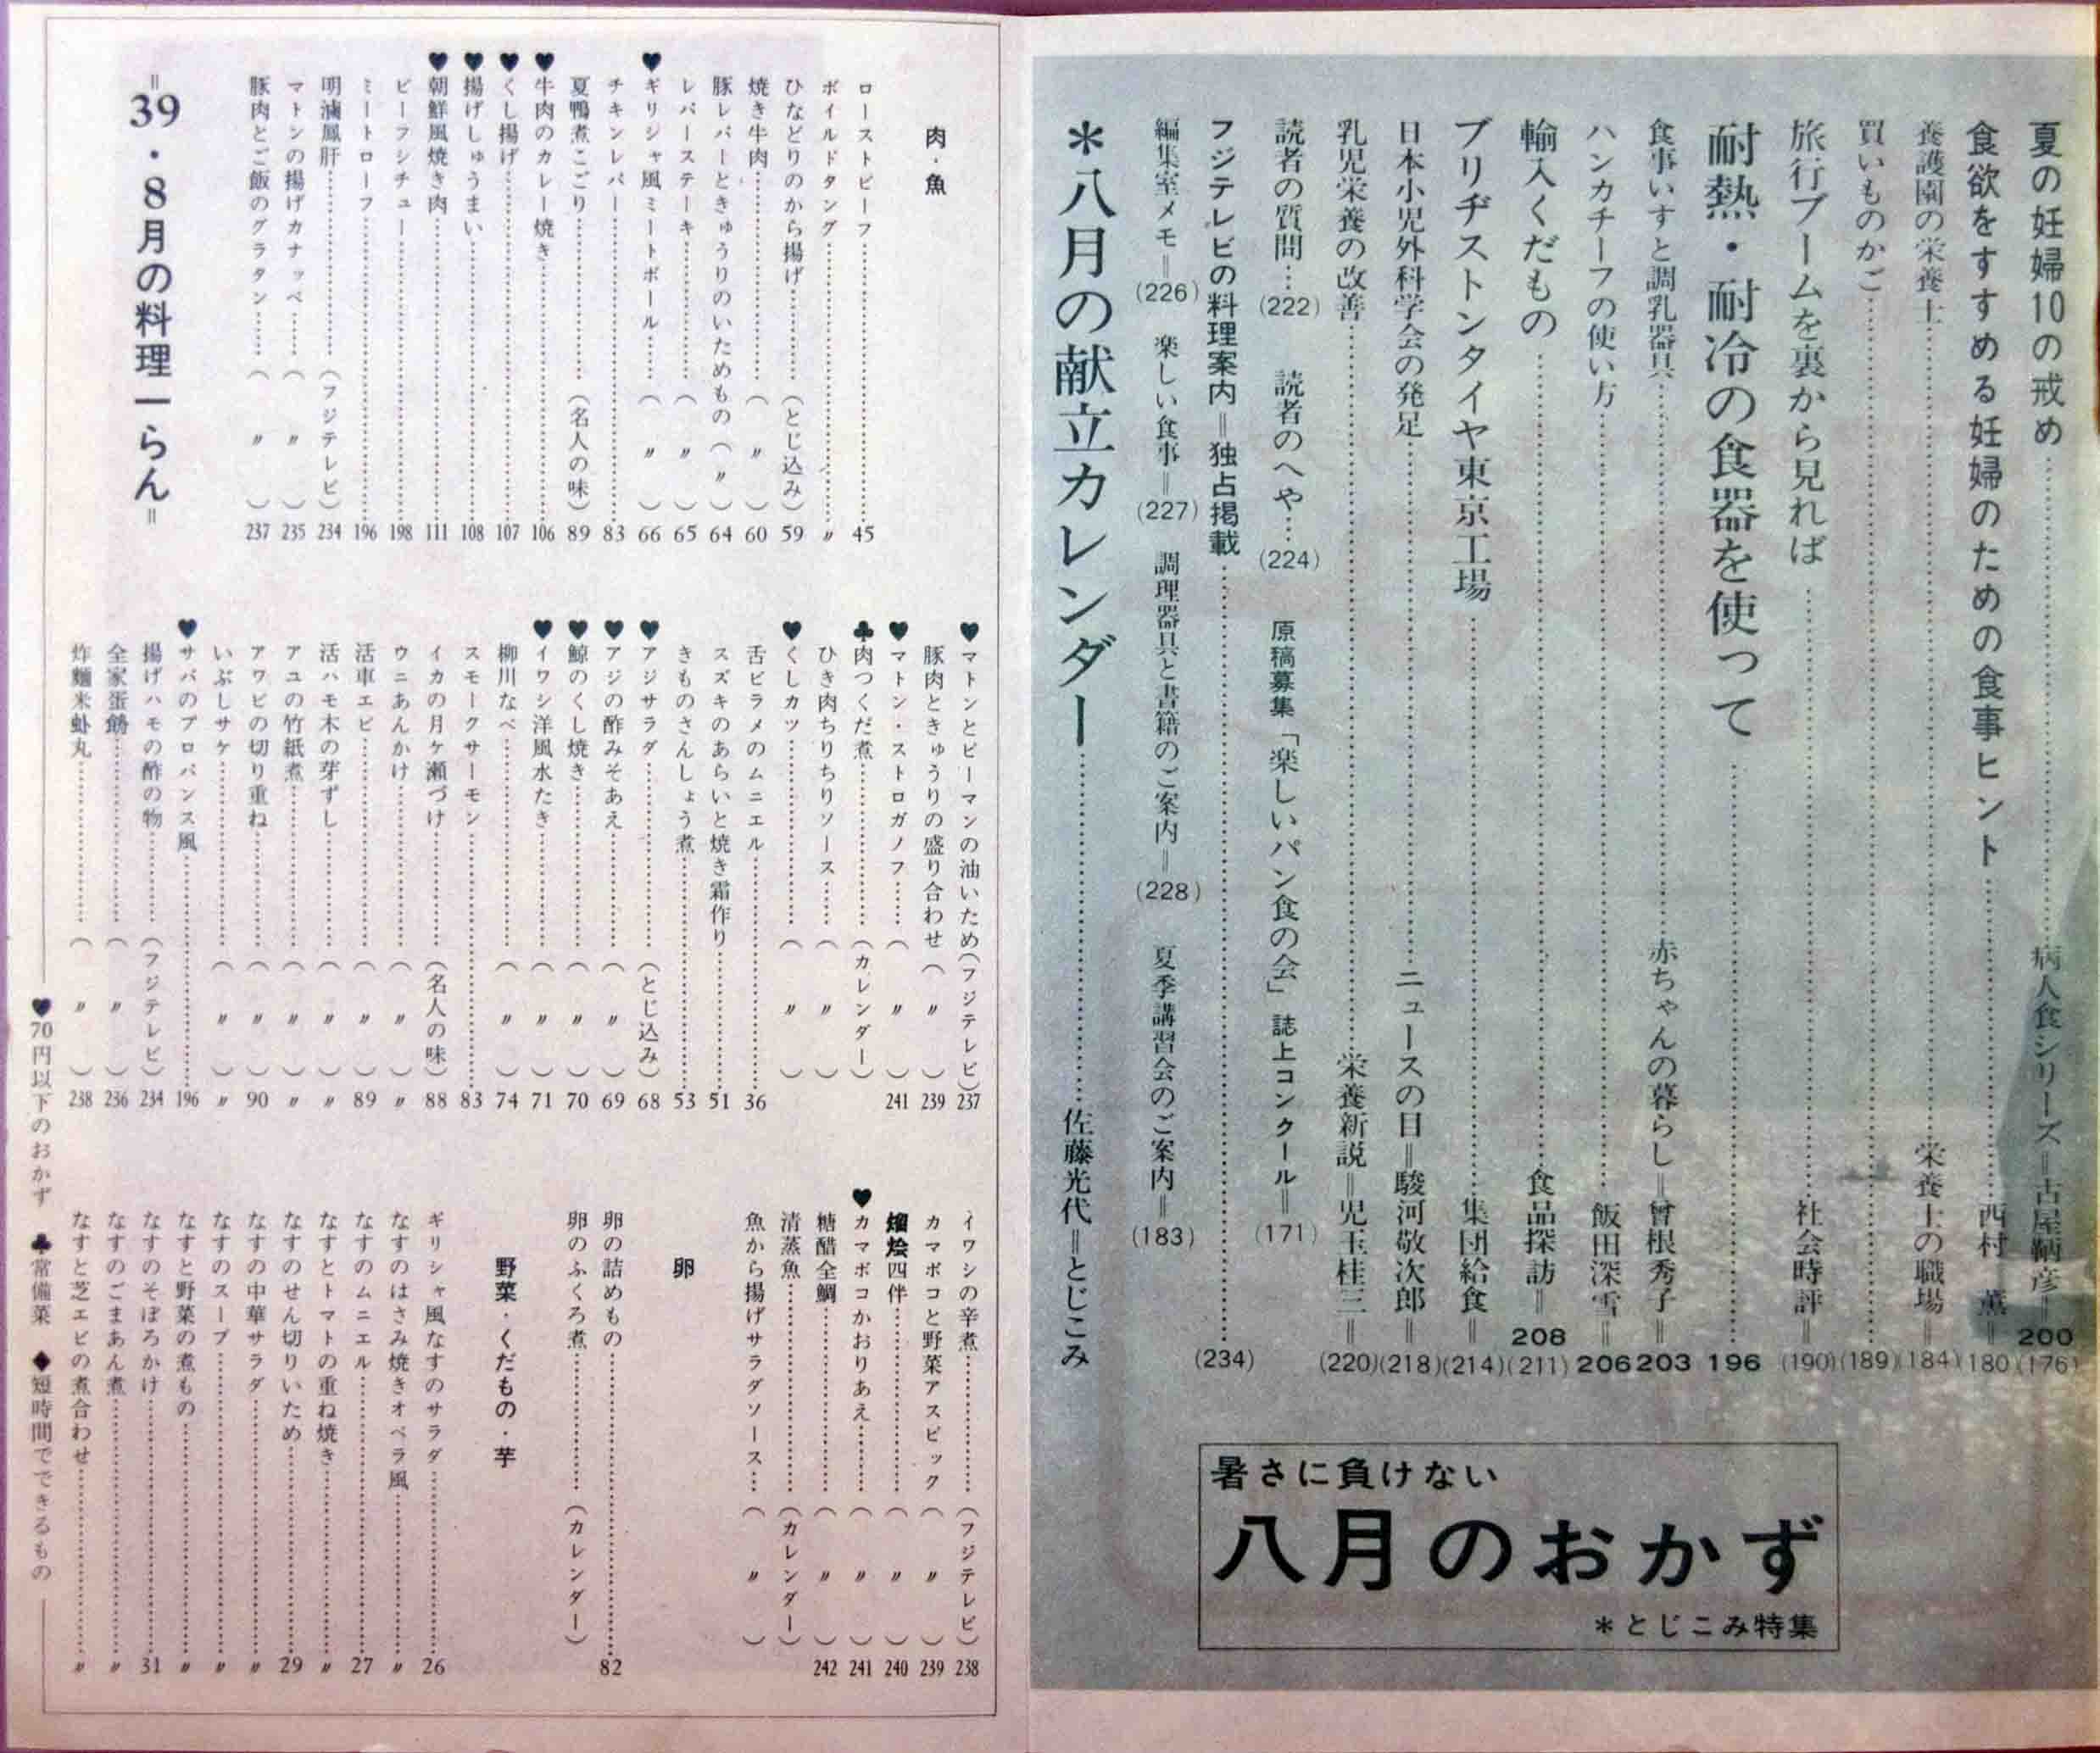 夏の妊婦10の戒め……病人食シリーズ＝古屋鞆彦＝(176)
食欲をすすめる妊婦のための食事ヒント……200
養護園の栄養士……西村 薫＝180
買いものかご……栄養士の職場＝(184)
(189)
旅行ブームを裏から見れば……社会時評＝(190)
耐熱・耐冷の食器を使って……196
食事いすと調乳器具……赤ちゃんの暮らし＝曾根秀子＝203
ハンカチーフの使い方……飯田深雪＝206
輸入くだもの……208
食品探訪＝(211)
ブリヂストンタイヤ東京工場……集団給食＝(214)
日本小児外科学会の発足……ニュースの目＝駿河敬次郎＝(218)
乳児栄養の改善……栄養新説＝児玉桂三＝(220)
読者の質問…(222) 読者のへや…(224) 原稿募集「楽しいパン食の会」誌上コンクール＝(171)
フジテレビの料理案内＝独占掲載……(234)
編集室メモ＝(226) 楽しい食事＝(227) 調理器具と書籍のご案内＝(228) 夏季講習会のご案内＝(183)
＊八月の献立カレンダー……佐藤光代＝とじこみ
暑さに負けない
八月のおかず
＊とじこみ特集
肉・魚
ローストビーフ……45
ボイルドタング……〃
ひなどりのから揚げ……(とじ込み)59
焼き牛肉……(〃)60
豚レバーときゅうりのいためもの(〃)64
レバーステーキ……(〃)65
♥ギリシャ風ミートボール……(〃)66
チキンレバー……83
夏鴨煮こごり……(名人の味)89
♥牛肉のカレー焼き……106
♥くし揚げ……107
♥揚げしゅうまい……108
♥朝鮮風焼き肉……111
ビーフシチュー……198
ミートローフ……196
明滷鳳肝……(フジテレビ)234
マトンの揚げカナッペ……(〃)235
豚肉とご飯のグラタン……(〃)237
＝39・8月の料理一らん＝
♥マトンとピーマンの油いため(フジテレビ)237
豚肉ときゅうりの盛り合わせ(〃)239
♥マトン・ストロガノフ……(〃)241
♣肉つくだ煮……(カレンダー)
ひき肉ちりちりソース……(〃)
♥くしカツ……(〃)
舌ビラメのムニエル……36
スズキのあらいと焼き霜作り……51
きものさんしょう煮……53
♥アジサラダ……(とじ込み)68
♥アジの酢みそあえ……(〃)69
♥鯨のくし焼き……(〃)70
♥イワシ洋風水たき……(〃)71
柳川なべ……(〃)74
スモークサーモン……83
イカの月ヶ瀬づけ……(名人の味)88
ウニあんかけ……(〃)〃
活車エビ……(〃)89
活ハモ木の芽ずし……(〃)〃
アユの竹紙煮……(〃)〃
アワビの切り重ね……(〃)90
いぶしサケ……(〃)〃
♥サバのプロバンス風……196
揚げハモの酢の物……(フジテレビ)234
全家蛋……(〃)236
炸麵米丸……(〃)238
イワシの辛煮……(フジテレビ)238
カマボコと野菜アスピック(〃)239
四伴……(〃)240
♥カマボコかおりあえ……(〃)241
糖醋全鯛……(〃)242
清蒸魚……(カレンダー)
魚から揚げサラダソース…(〃)
卵
卵の詰めもの……82
卵のふくろ煮……(カレンダー)
野菜・くだもの・芋
ギリシャ風なすのサラダ……26
なすのはさみ焼きオペラ風……〃
なすのムニエル……27
なすとトマトの重ね焼き……〃
なすのせん切りいため……29
なすの中華サラダ……〃
なすのスープ……〃
なすと野菜の煮もの……〃
なすのそぼろかけ……31
なすのごまあん煮……〃
なすと芝エビの煮合わせ……〃
♥70円以下のおかず ♣常備菜 ◆短時間でできるもの